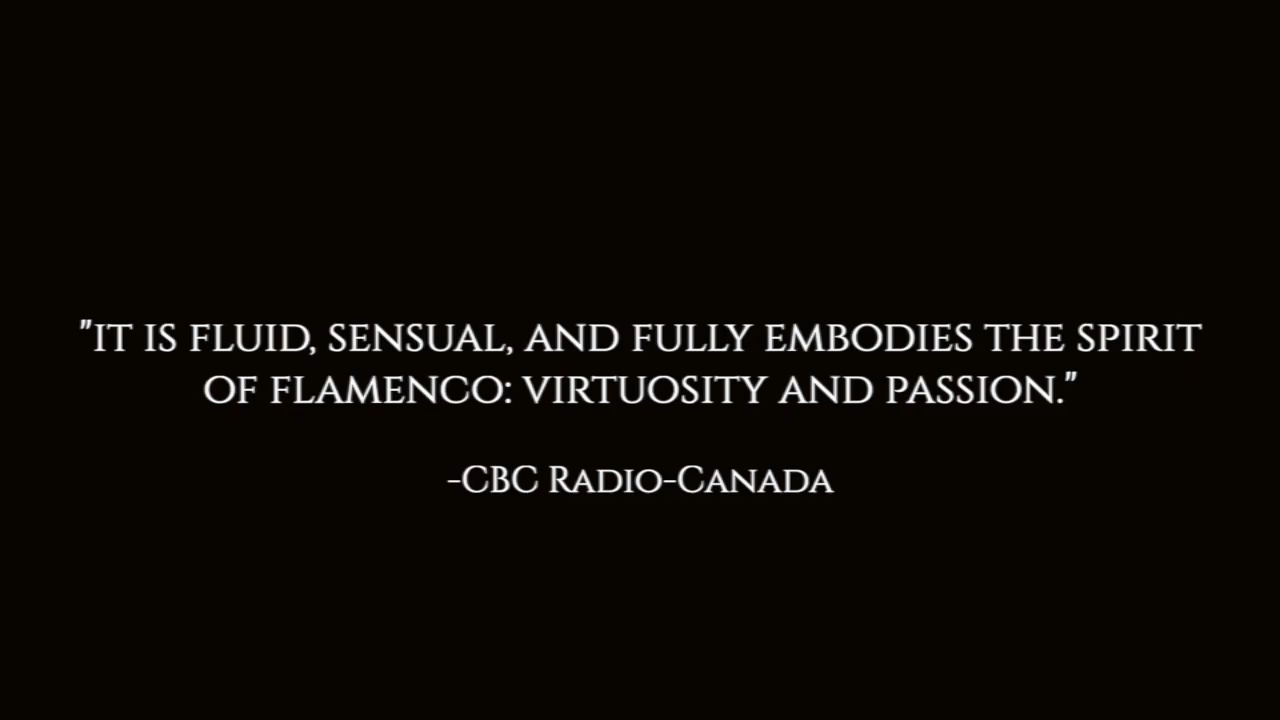 "IT IS FLUID, SENSUAL, AND FULLY EMBODIES THE SPIRIT
OF FLAMENCO: VIRTUOSITY AND PASSION."
-CBC RADIO-CANADA